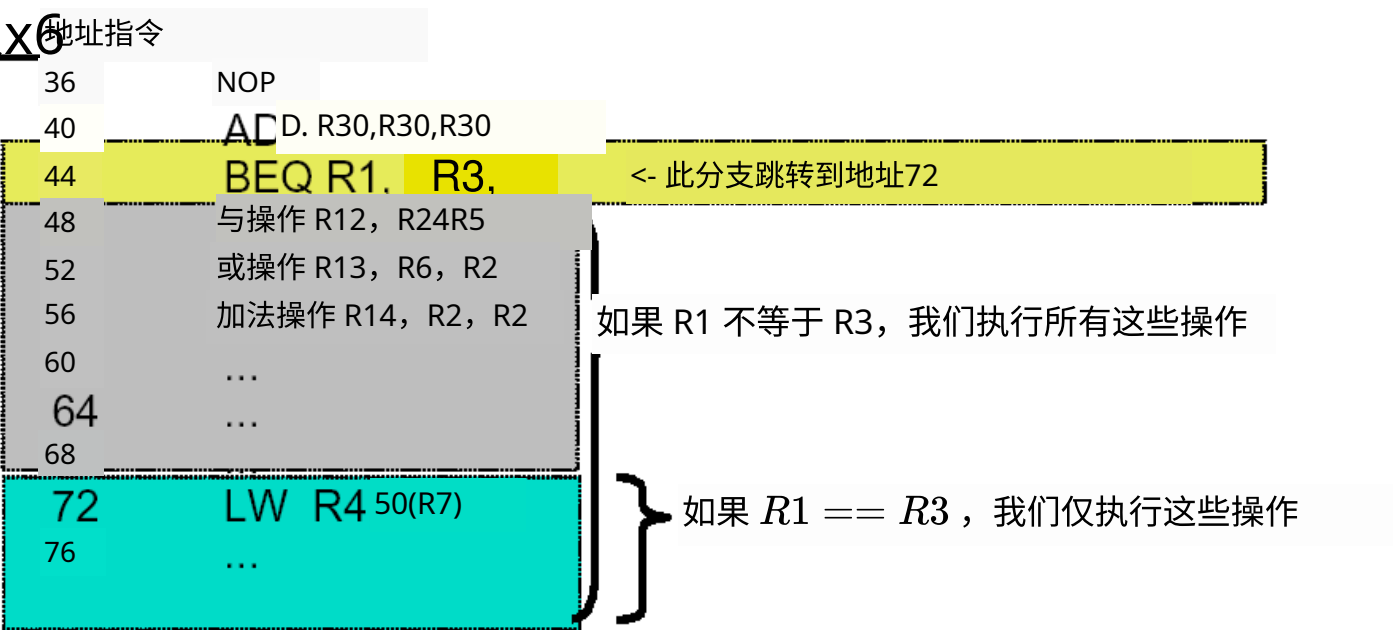 x6
地址指令
36 NOP
40 ADD. R30,R30,R30
44 BEQ R1, R3, <- 此分支跳转到地址72
48 与操作 R12，R24R5
52 或操作 R13，R6，R2
56 加法操作 R14，R2，R2
如果 R1 不等于 R3，我们执行所有这些操作
60 ...
64 ...
68
72 LW R4 50(R7)
如果 R1 == R3 ，我们仅执行这些操作
76 ...